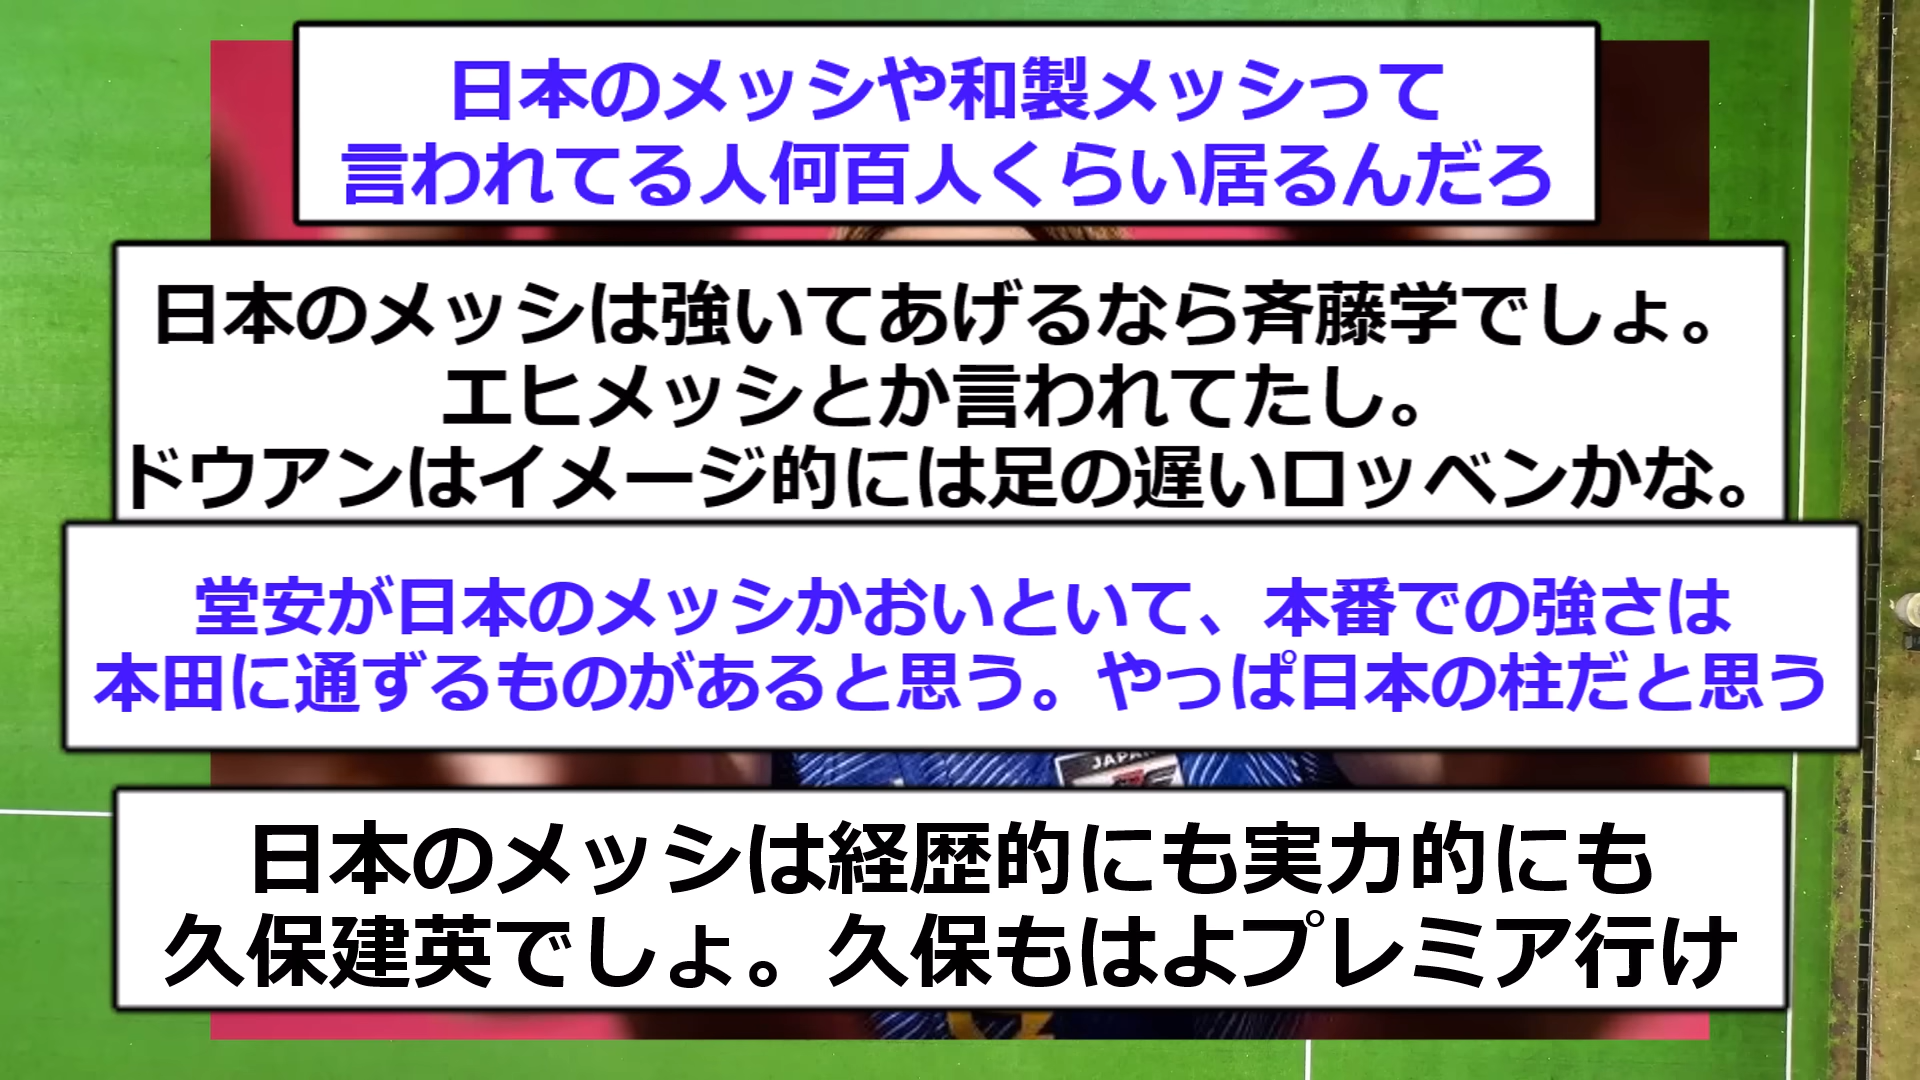 日本のメッシや和製メッシって
言われてる人何百人くらい居るんだろ
日本のメッシは強いてあげるなら斉藤学でしょ。
エヒメッシとか言われてたし。
ドウアンはイメージ的には足の遅いロッベンかな。
堂安が日本のメッシかおいといて、本番での強さは
本田に通ずるものがあると思う。やっぱ日本の柱だと思う
JAPAN
日本のメッシは経歴的にも実力的にも
久保建英でしょ。久保もはよプレミア行け